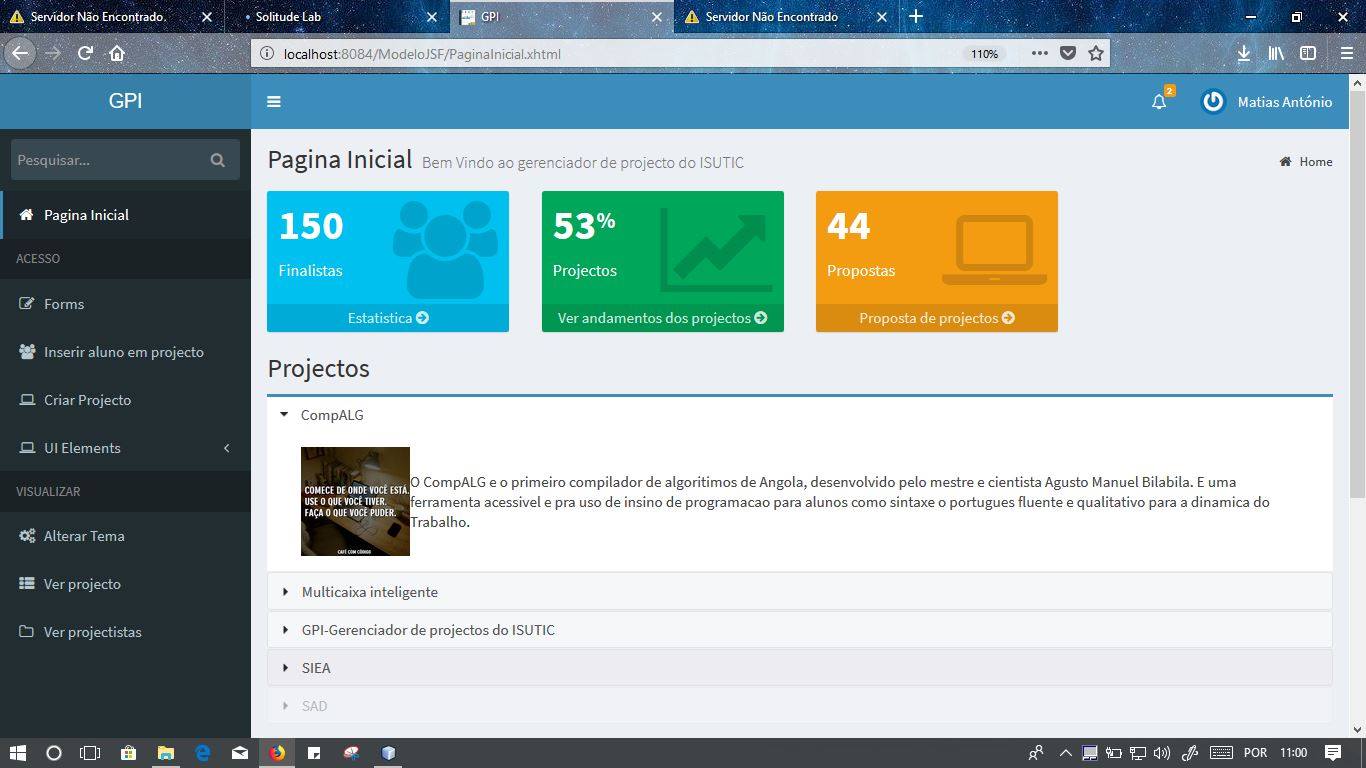 Servidor Não Encontrado.
Solitude Lab
GPI
Servidor Não Encontrado
localhost:8084/ModeloJSF/PaginaInicial.xhtml
110%
GPI
2
Matias António
Pesquisar...
Pagina Inicial
ACESSO
Forms
Inserir aluno em projecto
Criar Projecto
UI Elements
VISUALIZAR
Alterar Tema
Ver projecto
Ver projectistas
Pagina Inicial Bem Vindo ao gerenciador de projecto do ISUTIC
Home
150
Finalistas
Estatistica
53%
Projectos
Ver andamentos dos projectos
44
Propostas
Proposta de projectos
Projectos
CompALG
COMECE DE ONDE VOCÊ ESTÁ.
USE O QUE VOCÊ TIVER.
FAÇA O QUE VOCÊ PUDER.
CAFÉ COM CÓDIGO
O CompALG e o primeiro compilador de algoritimos de Angola, desenvolvido pelo mestre e cientista Agusto Manuel Bilabila. E uma
ferramenta acessivel e pra uso de insino de programacao para alunos como sintaxe o portugues fluente e qualitativo para a dinamica do
Trabalho.
Multicaixa inteligente
GPI-Gerenciador de projectos do ISUTIC
SIEA
SAD
POR
11:00